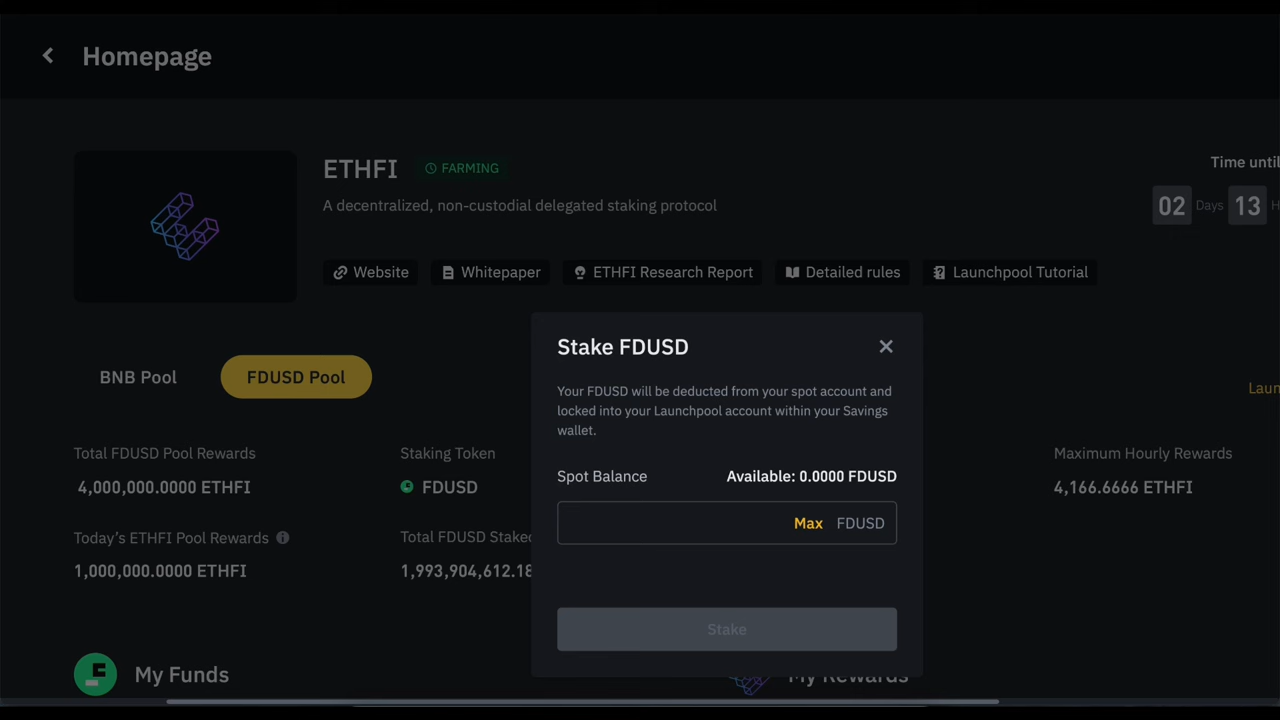 Homepage
ETHFI FARMING
Time until
A decentralized, non-custodial delegated staking protocol
02 Days 13 H
Website Whitepaper ETHFI Research Report Detailed rules Launchpool Tutorial
Stake FDUSD
BNB Pool FDUSD Pool
Laun
Your FDUSD will be deducted from your spot account and
locked into your Launchpool account within your Savings
wallet.
Total FDUSD Pool Rewards Staking Token Maximum Hourly Rewards
4,000,000.0000 ETHFI FDUSD 4,166.6666 ETHFI
Spot Balance Available: 0.0000 FDUSD
Max FDUSD
Today's ETHFI Pool Rewards Total FDUSD Staked
1,000,000.0000 ETHFI 1,993,904,612.18
Stake
My Funds My Rewards